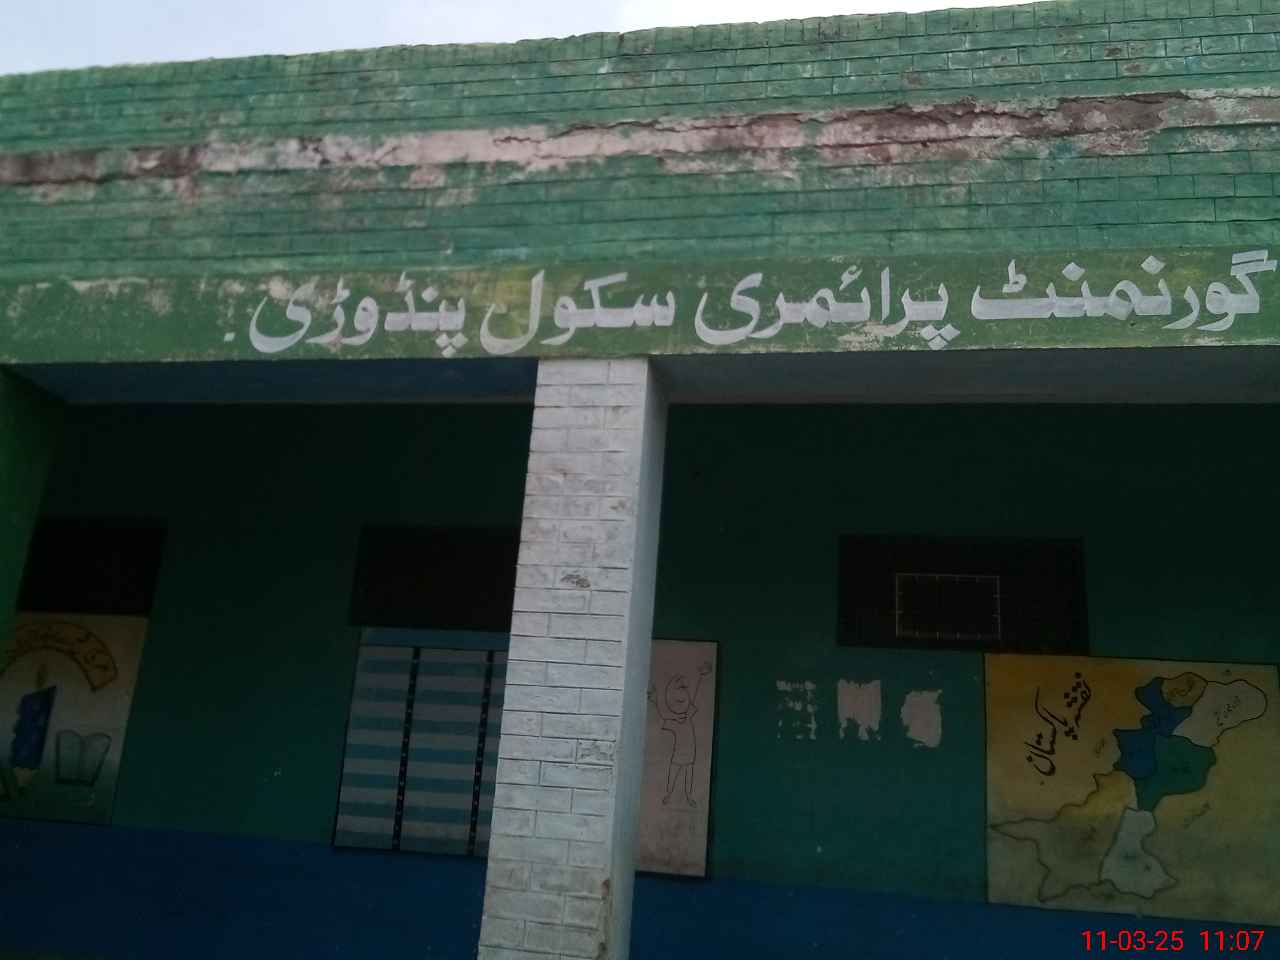 گورنمنٹ پرائمری سکول پنڈوڑی.
نقشہ پاکستان
11-03-25 11:07